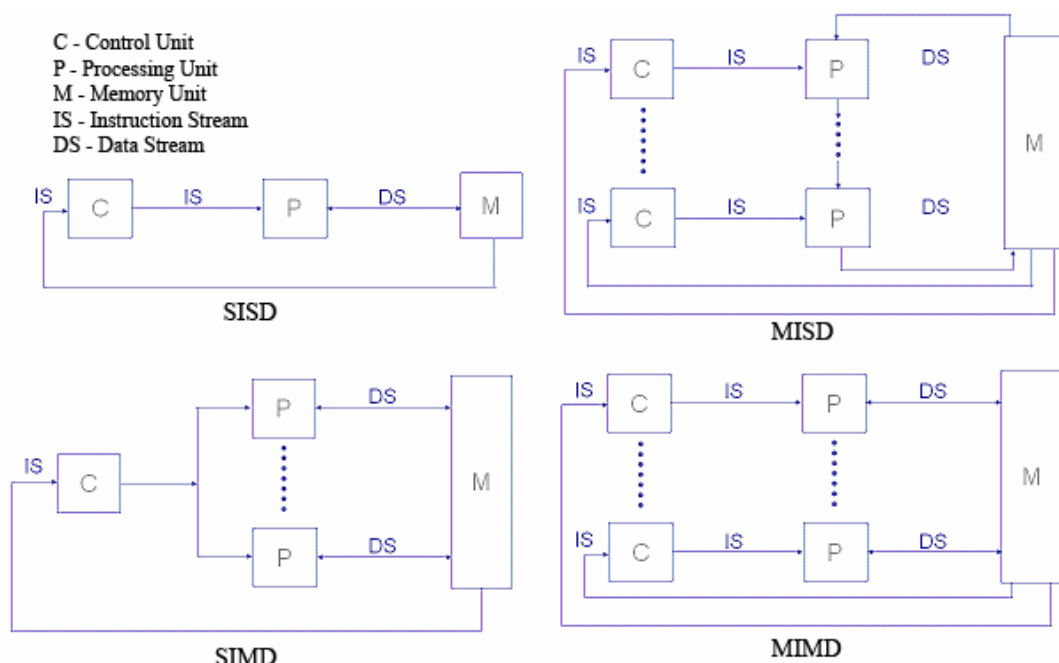 C - Control Unit
P - Processing Unit
M - Memory Unit
IS - Instruction Stream
DS - Data Stream
IS C IS P DS M
SISD
IS C IS P DS
M
IS C IS P DS
MISD
P DS
IS C M
P DS
SIMD
IS C IS P DS
M
IS C IS P DS
MIMD